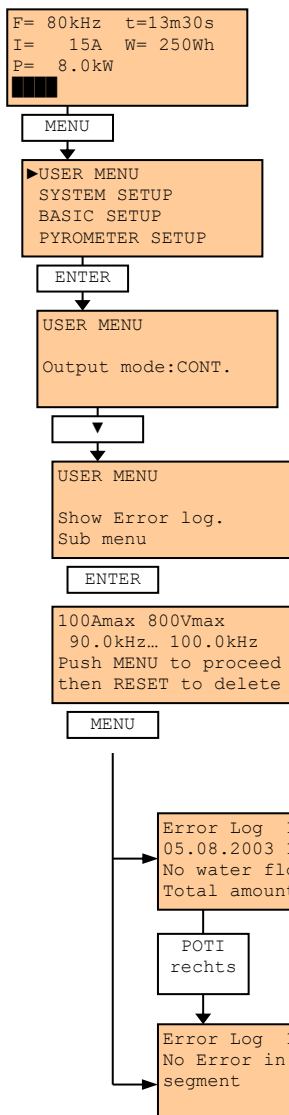 F= 80kHz t=13m30s
I= 15A W= 250Wh
P= 8.0kW
MENU
►USER MENU
SYSTEM SETUP
BASIC SETUP
PYROMETER SETUP
ENTER
USER MENU
Output mode:CONT.
▼
USER MENU
Show Error log.
Sub menu
ENTER
100Amax 800Vmax
90.0kHz… 100.0kHz
Push MENU to proceed
then RESET to delete
MENU
Error Log
05.08.2003
No water
Total
POTI
rechts
Error Log
No Error in
segment